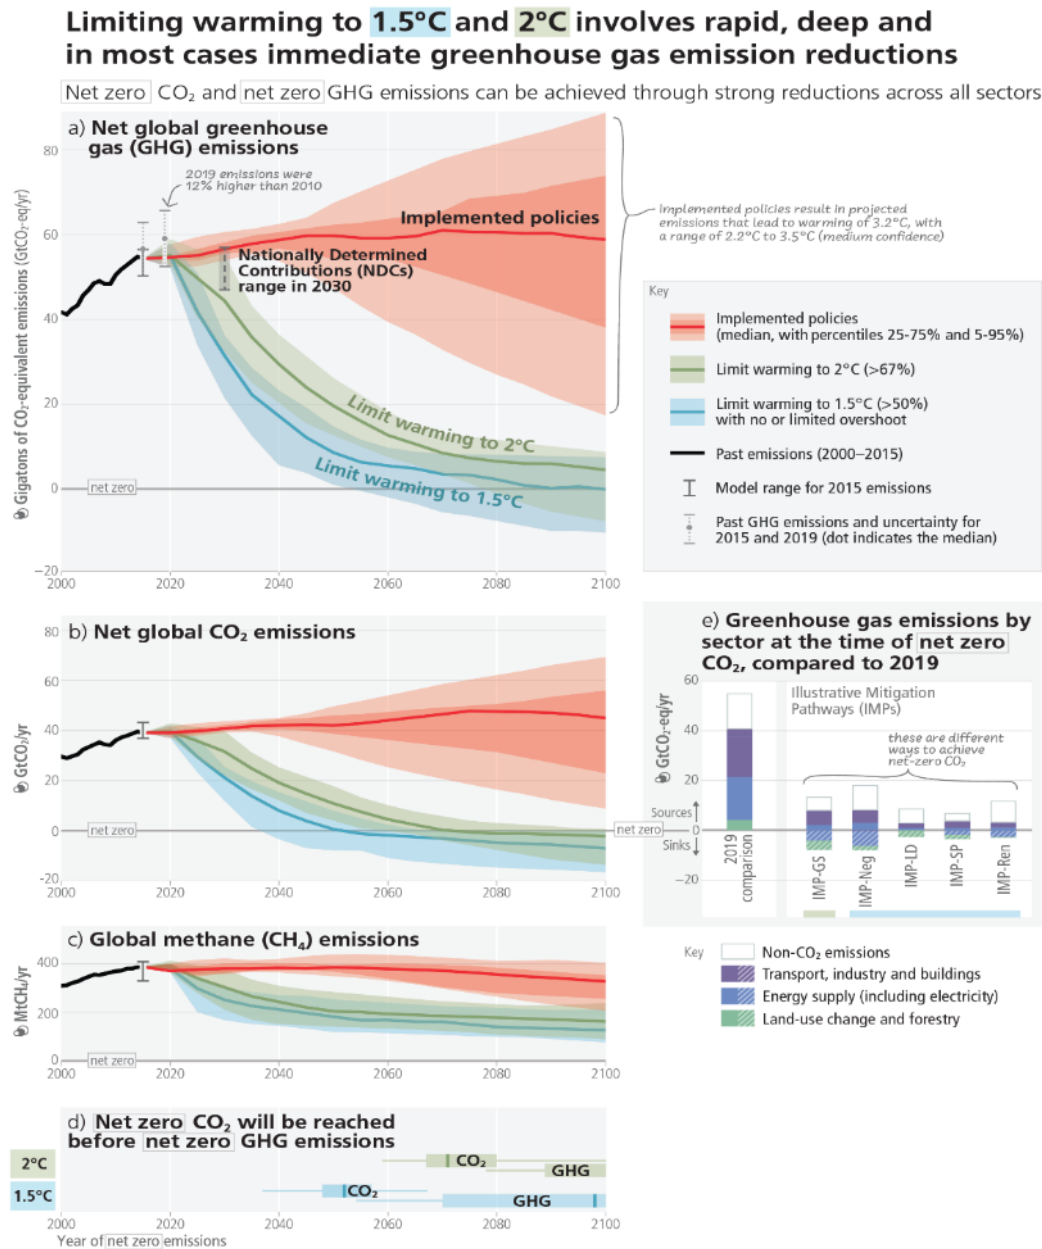 Limiting warming to 1.5°C and 2°C involves rapid, deep and
in most cases immediate greenhouse gas emission reductions
Net zero CO₂ and net zero GHG emissions can be achieved through strong reductions across all sectors
a) Net global greenhouse
gas (GHG) emissions
2019 emissions were
12% higher than 2010
Gigatons of CO₂-equivalent emissions (GtCO₂-eq/yr)
80
60
40
20
0
−20
net zero
Implemented policies
Nationally Determined
Contributions (NDCs)
range in 2030
Limit warming to 2°C
Limit warming to 1.5°C
2000
2020
2040
2060
2080
2100
Implemented policies result in projected
emissions that lead to warming of 3.2°C, with
a range of 2.2°C to 3.5°C (medium confidence)
Key
Implemented policies
(median, with percentiles 25-75% and 5-95%)
Limit warming to 2°C (>67%)
Limit warming to 1.5°C (>50%)
with no or limited overshoot
Past emissions (2000–2015)
Model range for 2015 emissions
Past GHG emissions and uncertainty for
2015 and 2019 (dot indicates the median)
b) Net global CO₂ emissions
GtCO₂/yr
80
60
40
20
0
-20
net zero
2000
2020
2040
2060
2080
2100
c) Global methane (CH₄) emissions
MtCH₄/yr
400
200
0
net zero
2000
2020
2040
2060
2080
2100
d) Net zero CO₂ will be reached
before net zero GHG emissions
2°C
CO₂
GHG
1.5°C
CO₂
GHG
2000
2020
2040
2060
2080
2100
Year of net zero emissions
e) Greenhouse gas emissions by
sector at the time of net zero
CO₂, compared to 2019
GtCO₂-eq/yr
60
40
20
0
−20
Illustrative Mitigation
Pathways (IMPs)
these are different
ways to achieve
net-zero CO₂
Sources
net zero
Sinks
2019
comparison
IMP-GS
IMP-Neg
IMP-LD
IMP-SP
IMP-Ren
Key
Non-CO₂ emissions
Transport, industry and buildings
Energy supply (including electricity)
Land-use change and forestry